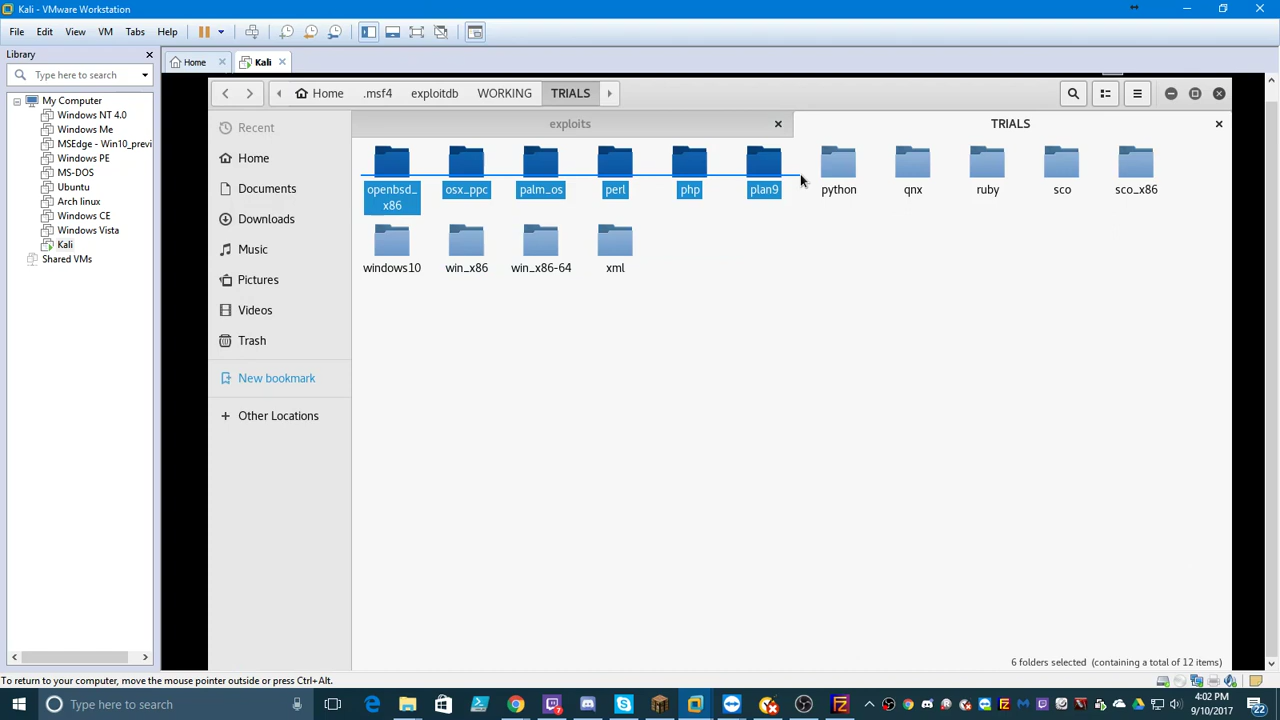 Kali - VMware Workstation
File Edit View VM Tabs Help
Library
Type here to search
My Computer
Windows NT 4.0
Windows Me
MSEdge - Win10_previ
Windows PE
MS-DOS
Ubuntu
Arch linux
Windows CE
Windows Vista
Kali
Shared VMs
Home Kali
Home .msf4 exploitdb WORKING TRIALS
Recent
Home
Documents
Downloads
Music
Pictures
Videos
Trash
New bookmark
Other Locations
exploits TRIALS
openbsd_ osx_ppc palm_os perl php plan9 python qnx ruby sco sco_x86
x86
windows10 win_x86 win_x86-64 xml
6 folders selected (containing a total of 12 items)
To return to your computer, move the mouse pointer outside or press Ctrl+Alt.
Type here to search
4:02 PM
9/10/2017
22